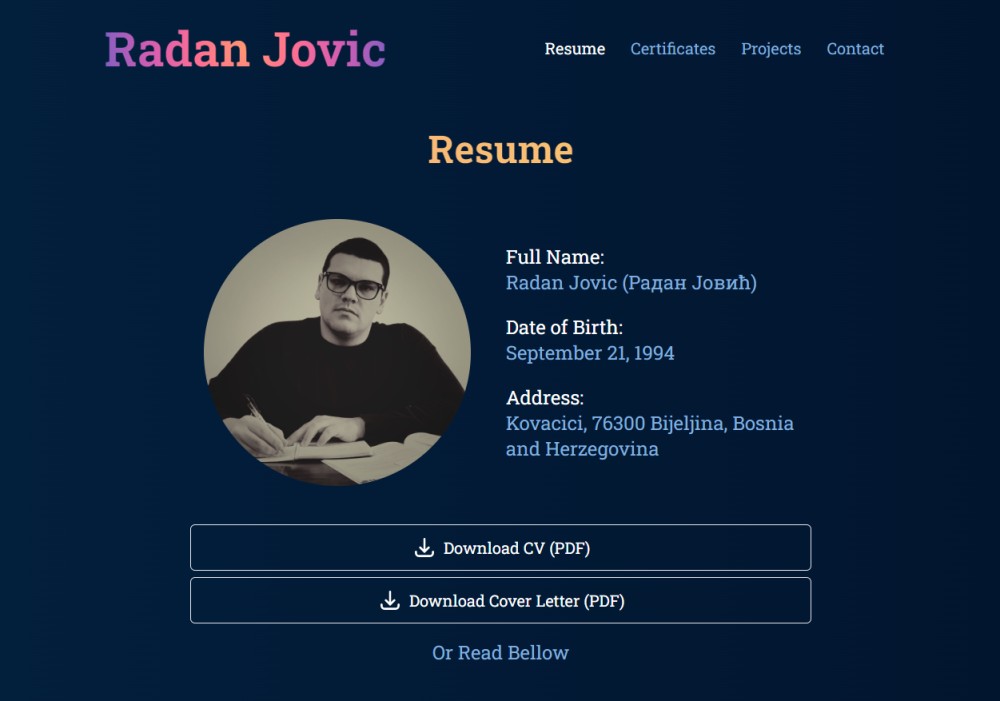 Radan Jovic
Resume Certificates Projects Contact
Resume
Full Name:
Radan Jovic (Радан Јовић)
Date of Birth:
September 21, 1994
Address:
Kovacici, 76300 Bijeljina, Bosnia
and Herzegovina
Download CV (PDF)
Download Cover Letter (PDF)
Or Read Bellow